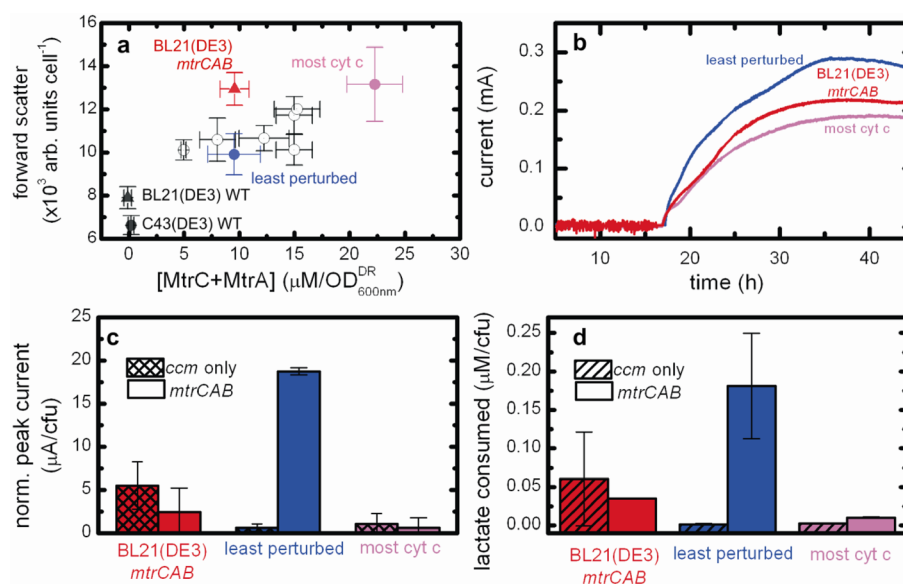 a
BL21(DE3)
mtrCAB
most cyt c
least perturbed
BL21(DE3) WT
C43(DE3) WT
forward scatter
(x10³ arb. units cell⁻¹)
16
14
12
10
8
6
0 5 10 15 20 25 30
[MtrC+MtrA] (µM/OD DR 600nm)
b
least perturbed
BL21(DE3)
mtrCAB
most cyt c
current (mA)
0.3
0.2
0.1
0.0
10 20 30 40
time (h)
c
ccm only
mtrCAB
norm. peak current
(µA/cfu)
25
20
15
10
5
0
BL21(DE3) least perturbed most cyt c
mtrCAB
d
ccm only
mtrCAB
lactate consumed (µM/cfu)
0.25
0.20
0.15
0.10
0.05
0.00
BL21(DE3) least perturbed most cyt c
mtrCAB